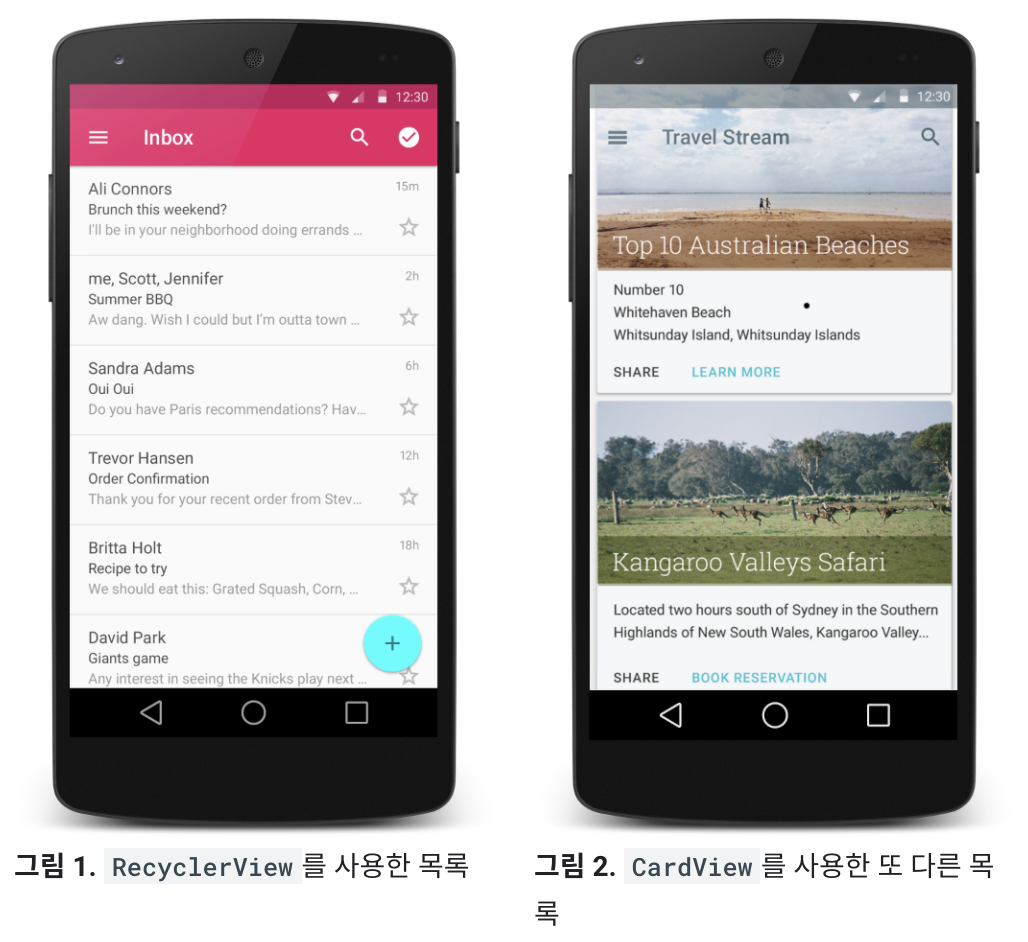 12:30
Inbox
Ali Connors
15m
Brunch this weekend?
I'll be in your neighborhood doing errands ...
me, Scott, Jennifer
2h
Summer BBQ
Aw dang. Wish I could but I'm outta town ...
Sandra Adams
6h
Oui Oui
Do you have Paris recommendations? Hav...
Trevor Hansen
12h
Order Confirmation
Thank you for your recent order from Stev...
Britta Holt
18h
Recipe to try
We should eat this: Grated Squash, Corn, ...
David Park
Giants game
Any interest in seeing the Knicks play next ...
그림 1. RecyclerView를 사용한 목록
12:30
Travel Stream
Top 10 Australian Beaches
Number 10
Whitehaven Beach
Whitsunday Island, Whitsunday Islands
SHARE LEARN MORE
Kangaroo Valleys Safari
Located two hours south of Sydney in the Southern
Highlands of New South Wales, Kangaroo Valley...
SHARE BOOK RESERVATION
그림 2. CardView를 사용한 또 다른 목
록